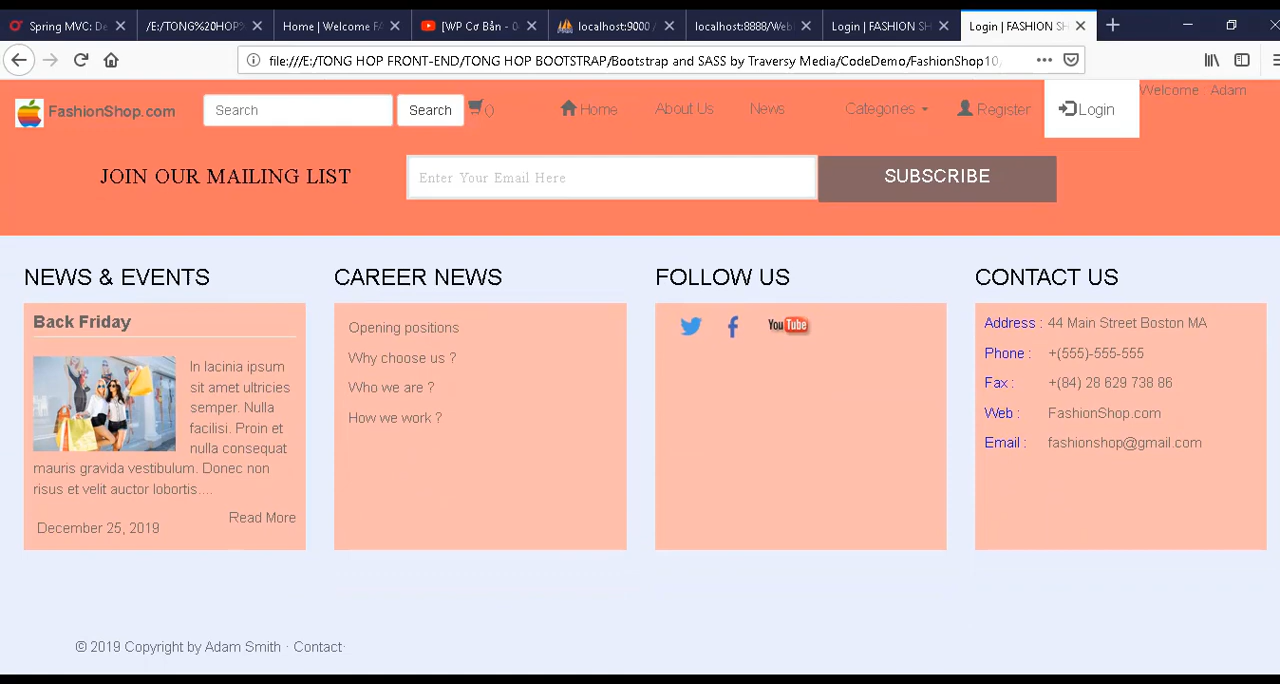 Spring MVC: De
/E:/TONG%20HOP%
Home | Welcome FA
[WP Cơ Bản - 0
localhost:9000 /
localhost:8888/Web
Login | FASHION SH
Login | FASHION SH
file:///E:/TONG HOP FRONT-END/TONG HOP BOOTSTRAP/Bootstrap and SASS by Traversy Media/CodeDemo/FashionShop10/
FashionShop.com
Search
Search
()
Home
About Us
News
Categories
Register
Login
Welcome Adam
JOIN OUR MAILING LIST
Enter Your Email Here
SUBSCRIBE
NEWS & EVENTS
Back Friday
In lacinia ipsum
sit amet ultricies
semper. Nulla
facilisi. Proin et
nulla consequat
mauris gravida vestibulum. Donec non
risus et velit auctor lobortis....
Read More
December 25, 2019
CAREER NEWS
Opening positions
Why choose us ?
Who we are ?
How we work ?
FOLLOW US
You Tube
CONTACT US
Address : 44 Main Street Boston MA
Phone : +(555)-555-555
Fax : +(84) 28 629 738 86
Web : FashionShop.com
Email : fashionshop@gmail.com
© 2019 Copyright by Adam Smith · Contact·